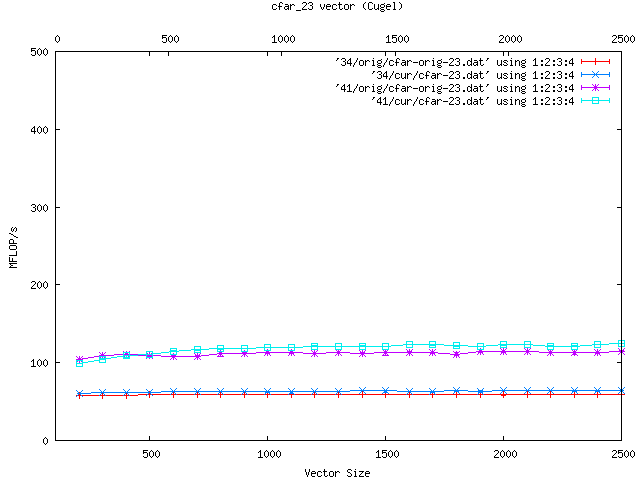 cfar_23 vector (Cugel)
0 500 1000 1500 2000 2500
500
'34/orig/cfar-orig-23.dat' using 1:2:3:4
'34/cur/cfar-23.dat' using 1:2:3:4
'41/orig/cfar-orig-23.dat' using 1:2:3:4
'41/cur/cfar-23.dat' using 1:2:3:4
400
300
MFLOP/s
200
100
0
500 1000 1500 2000 2500
Vector Size